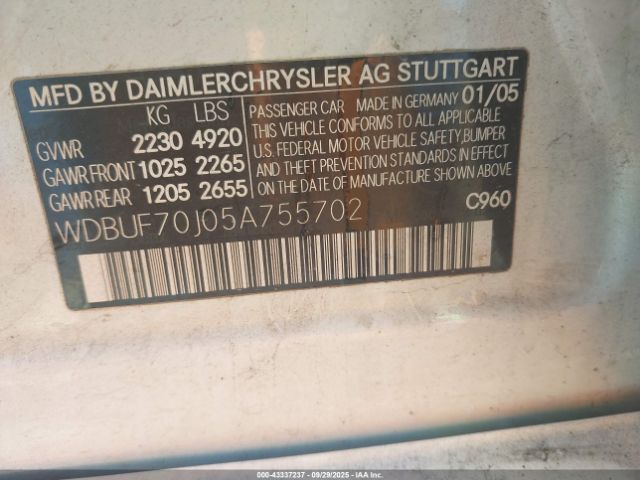 MFD BY DAIMLERCHRYSLER AG STUTTGART
KG LBS
GVWR 2230 4920
GAWR FRONT 1025 2265
GAWR REAR 1205 2655
PASSENGER CAR MADE IN GERMANY 01/05
THIS VEHICLE CONFORMS TO ALL APPLICABLE
U.S. FEDERAL MOTOR VEHICLE SAFETY, BUMPER
AND THEFT PREVENTION STANDARDS IN EFFECT
ON THE DATE OF MANUFACTURE SHOWN ABOVE
WDBUF70J05A755702
C960
000-43337237 - 09/29/2025 - IAA Inc.